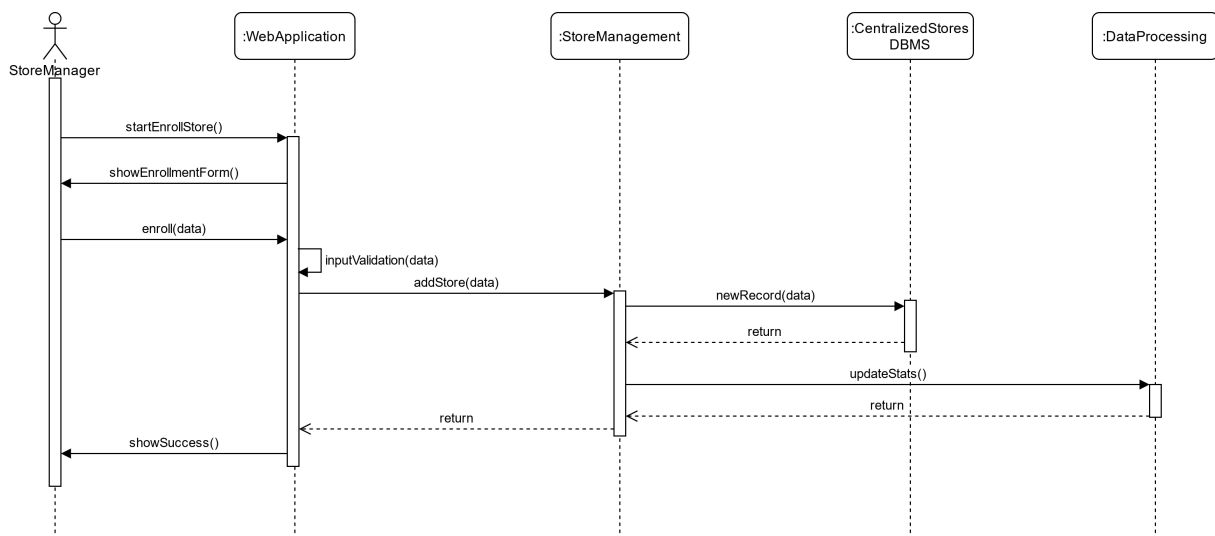 :WebApplication
:StoreManagement
:CentralizedStores
DBMS
:DataProcessing
StoreManager
startEnrollStore()
showEnrollmentForm()
enroll(data)
inputValidation(data)
addStore(data)
newRecord(data)
return
updateStats()
return
return
showSuccess()